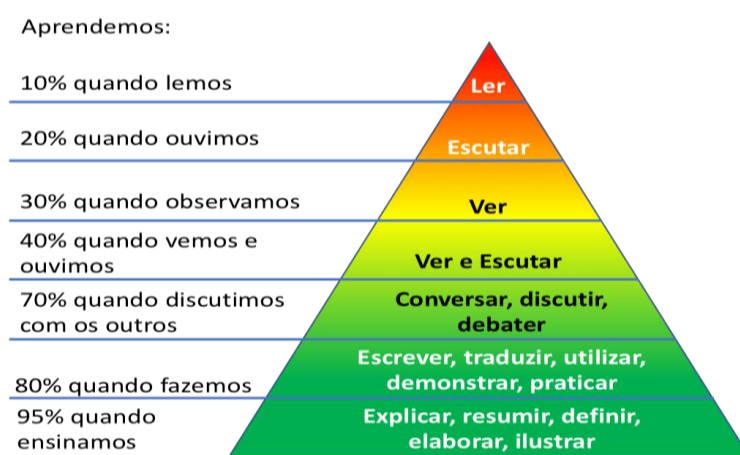 Aprendemos:
10% quando lemos
Ler
20% quando ouvimos
Escutar
30% quando observamos
Ver
40% quando vemos e
ouvimos
Ver e Escutar
70% quando discutimos
com os outros
Conversar, discutir,
debater
80% quando fazemos
Escrever, traduzir, utilizar,
demonstrar, praticar
95% quando
ensinamos
Explicar, resumir, definir,
elaborar, ilustrar